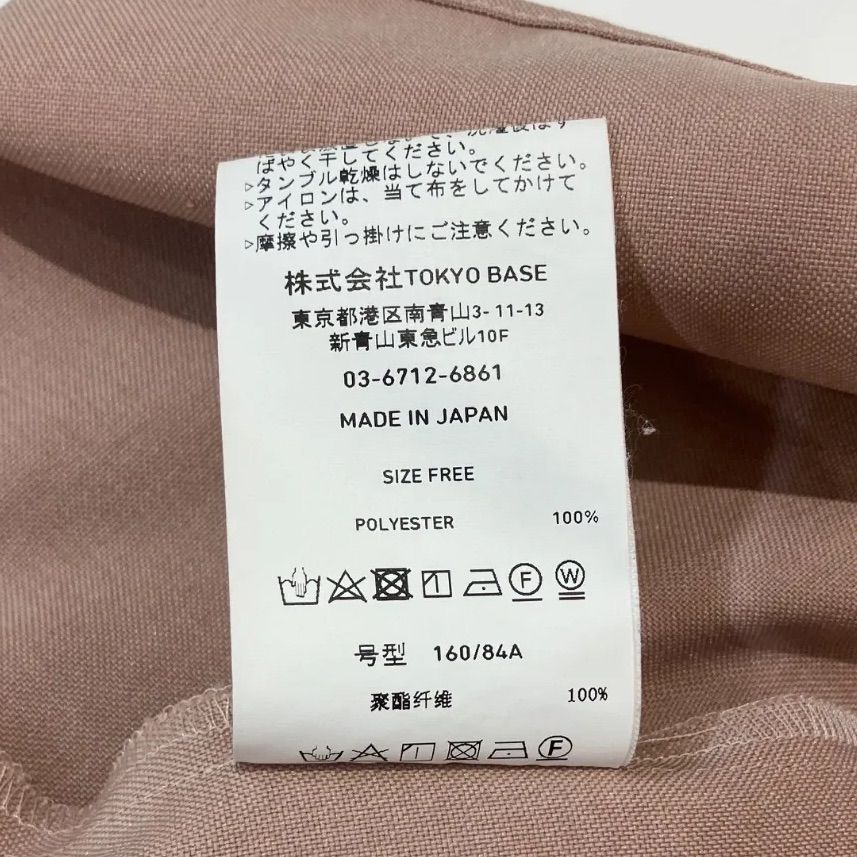 ばやく干してください。
▷タンブル乾燥はしないでください。
▷アイロンは、当て布をしてかけて
ください。
▷摩擦や引っ掛けにご注意ください。
株式会社TOKYO BASE
東京都港区南青山3-11-13
新青山東急ビル10F
03-6712-6861
MADE IN JAPAN
SIZE FREE
POLYESTER 100%
F W
号型 160/84A
聚酯纤维 100%
F